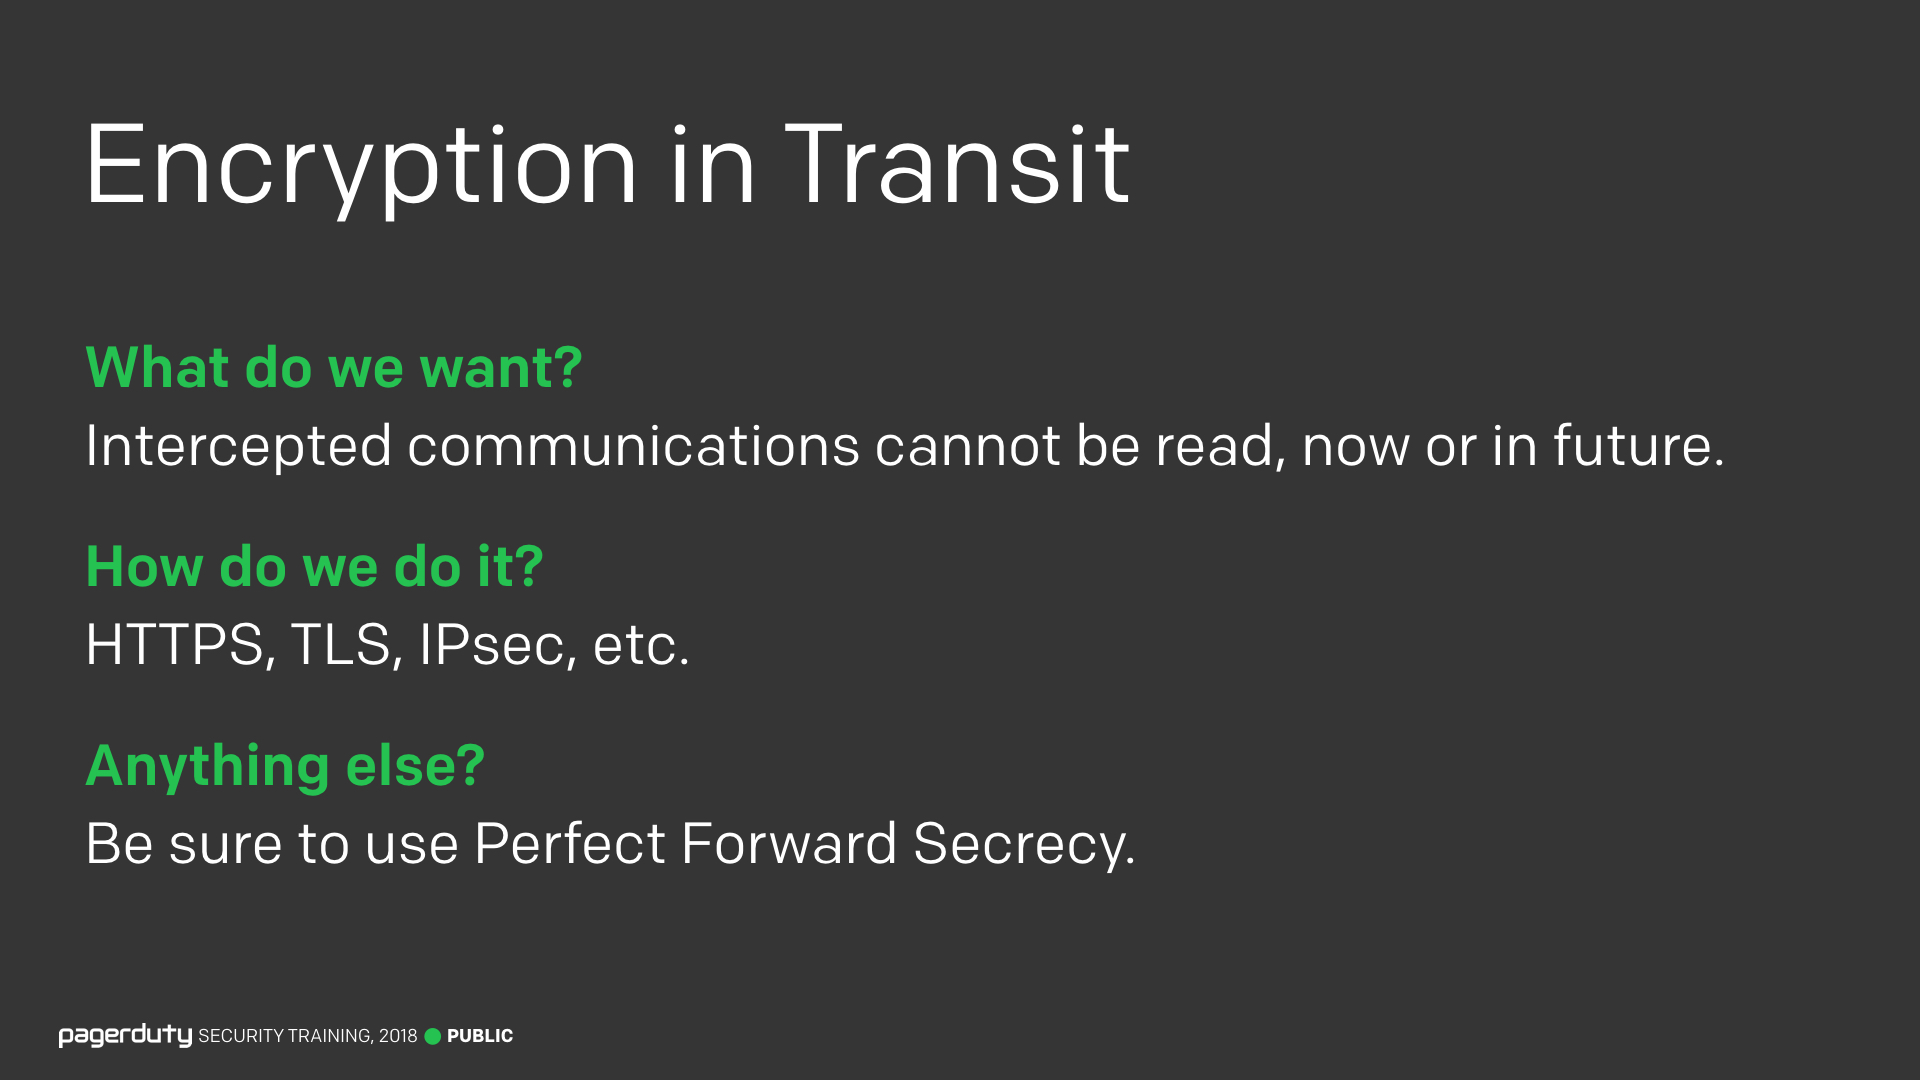 Encryption in Transit
What do we want?
Intercepted communications cannot be read, now or in future.
How do we do it?
HTTPS, TLS, IPsec, etc.
Anything else?
Be sure to use Perfect Forward Secrecy.
pagerduty SECURITY TRAINING, 2018 PUBLIC